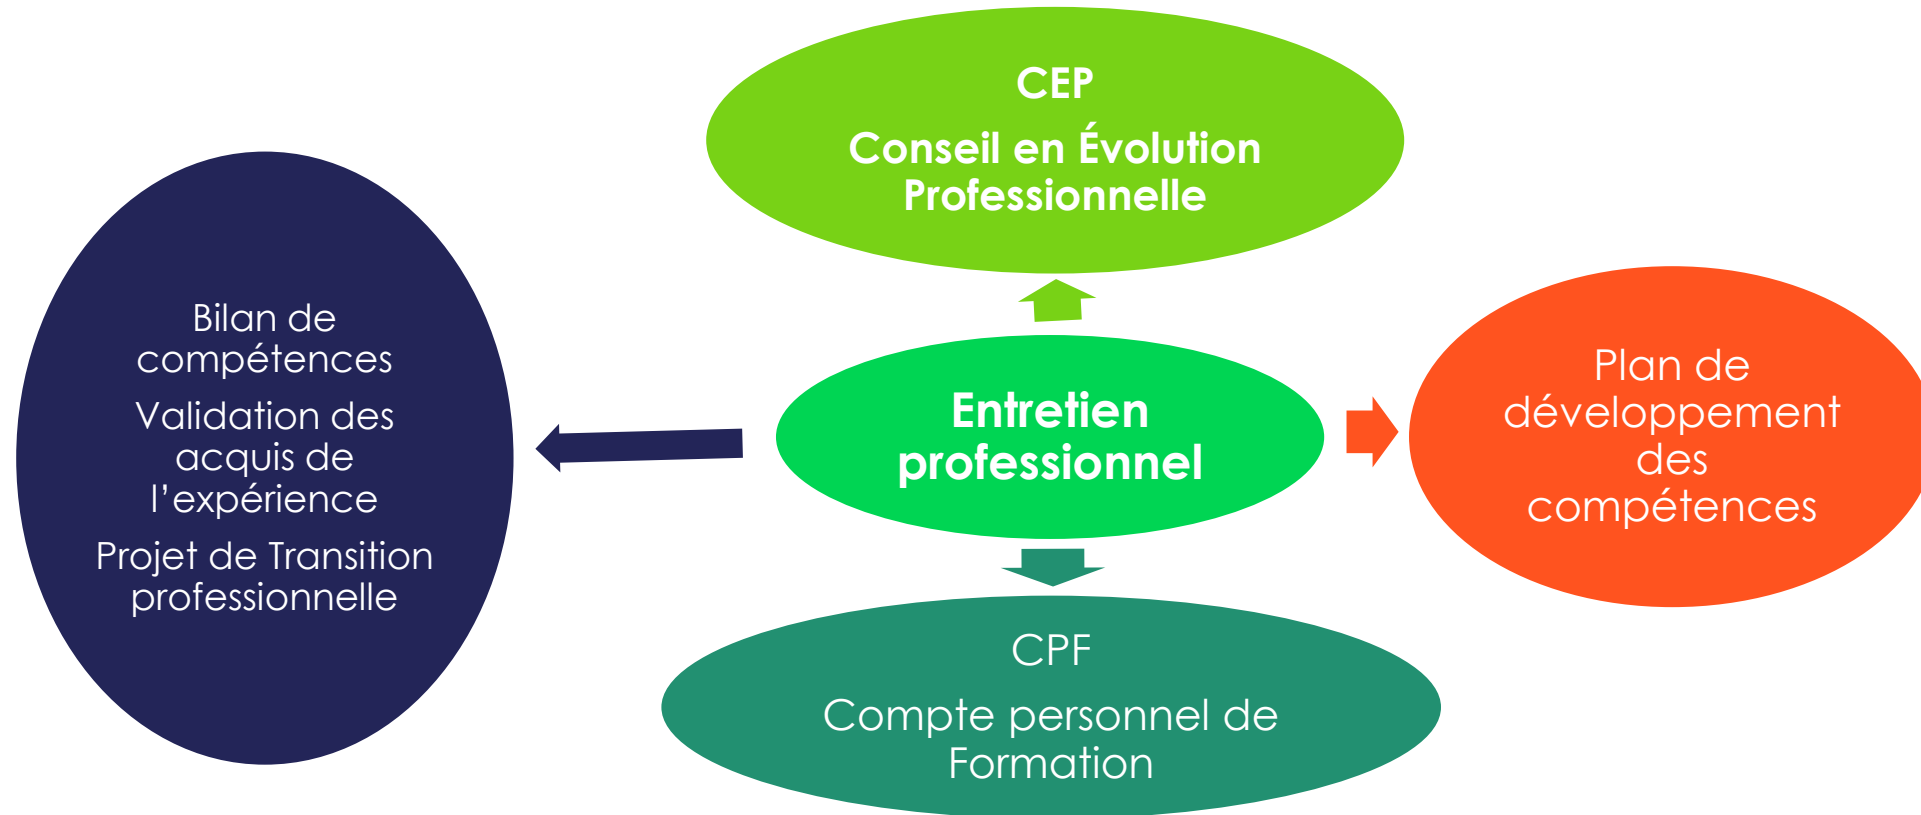 CEP
Conseil en Évolution
Professionnelle
Bilan de
compétences
Validation des
acquis de
l’expérience
Projet de Transition
professionnelle
Entretien
professionnel
Plan de
développement
des
compétences
CPF
Compte personnel de
Formation